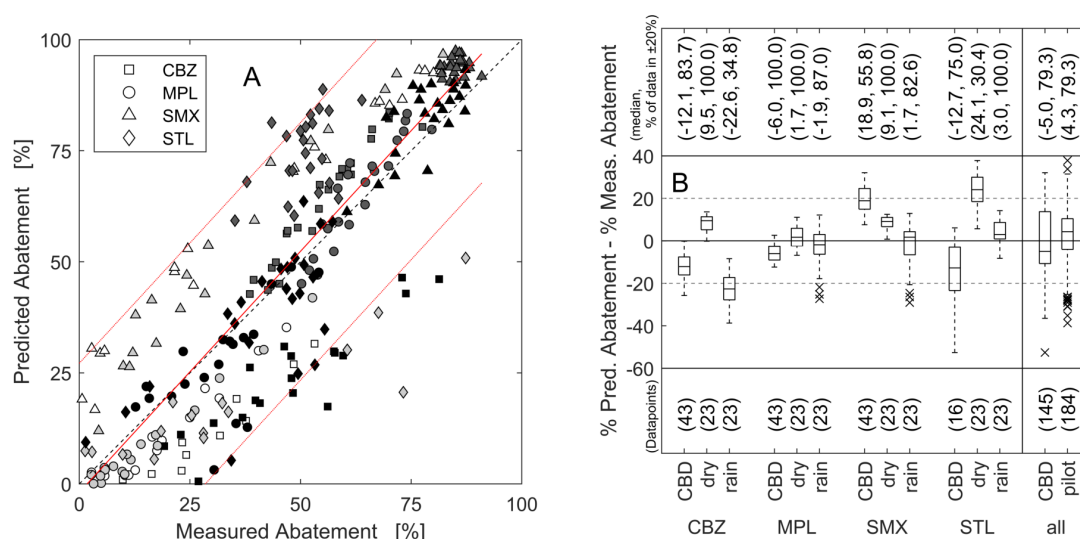 100
75
50
25
0
0
25
50
75
100
Predicted Abatement [%]
Measured Abatement [%]
A
CBZ
MPL
SMX
STL
% Pred. Abatement - % Meas. Abatement
(median,
% of data in ±20%)
(-12.1, 83.7)
(9.5, 100.0)
(-22.6, 34.8)
(-6.0, 100.0)
(1.7, 100.0)
(-1.9, 87.0)
(18.9, 55.8)
(9.1, 100.0)
(1.7, 82.6)
(-12.7, 75.0)
(24.1, 30.4)
(3.0, 100.0)
(-5.0, 79.3)
(4.3, 79.3)
B
40
20
0
-20
-40
-60
(Datapoints)
(43)
(23)
(23)
(43)
(23)
(23)
(43)
(23)
(23)
(16)
(23)
(23)
(145)
(184)
CBD
dry
rain
CBD
dry
rain
CBD
dry
rain
CBD
dry
rain
CBD
pilot
CBZ
MPL
SMX
STL
all